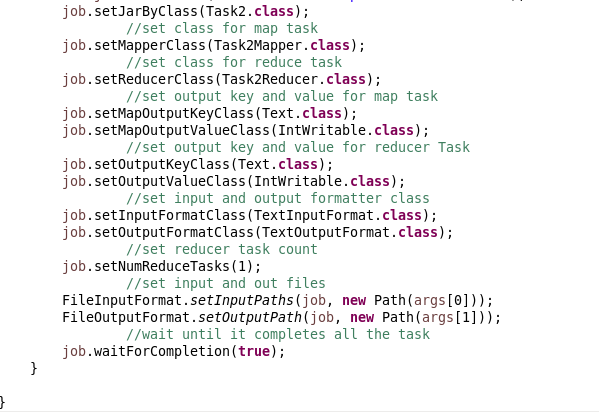 job.setJarByClass(Task2.class);
//set class for map task
job.setMapperClass(Task2Mapper.class);
//set class for reduce task
job.setReducerClass(Task2Reducer.class);
//set output key and value for map task
job.setMapOutputKeyClass(Text.class);
job.setMapOutputValueClass(IntWritable.class);
//set output key and value for reducer Task
job.setOutputKeyClass(Text.class);
job.setOutputValueClass(IntWritable.class);
//set input and output formatter class
job.setInputFormatClass(TextInputFormat.class);
job.setOutputFormatClass(TextOutputFormat.class);
//set reducer task count
job.setNumReduceTasks(1);
//set input and out files
FileInputFormat.setInputPaths(job, new Path(args[0]));
FileOutputFormat.setOutputPath(job, new Path(args[1]));
//wait until it completes all the task
job.waitForCompletion(true);
}
}